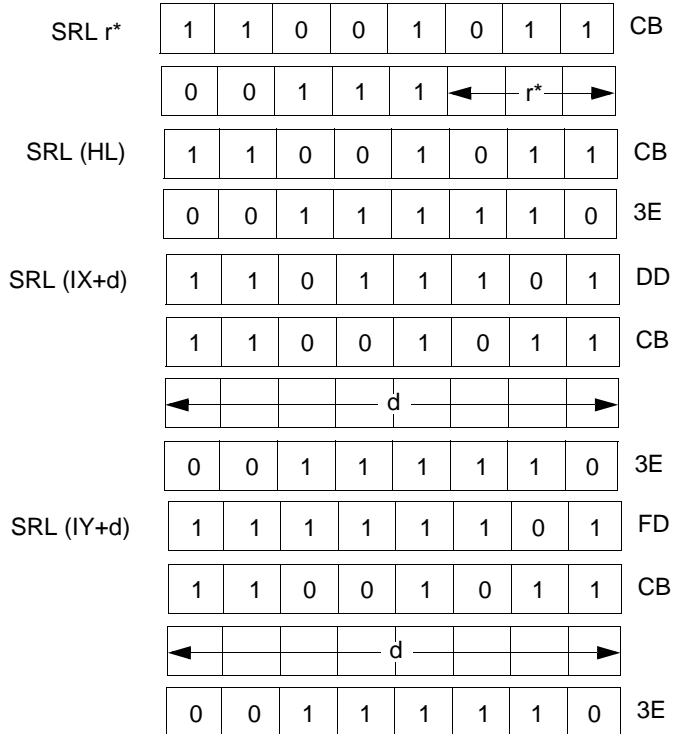 SRL r* 1 1 0 0 1 0 1 1 CB
0 0 1 1 1 r*
SRL (HL) 1 1 0 0 1 0 1 1 CB
0 0 1 1 1 1 1 0 3E
SRL (IX+d) 1 1 0 1 1 1 0 1 DD
1 1 0 0 1 0 1 1 CB
d
0 0 1 1 1 1 1 0 3E
SRL (IY+d) 1 1 1 1 1 1 0 1 FD
1 1 0 0 1 0 1 1 CB
d
0 0 1 1 1 1 1 0 3E